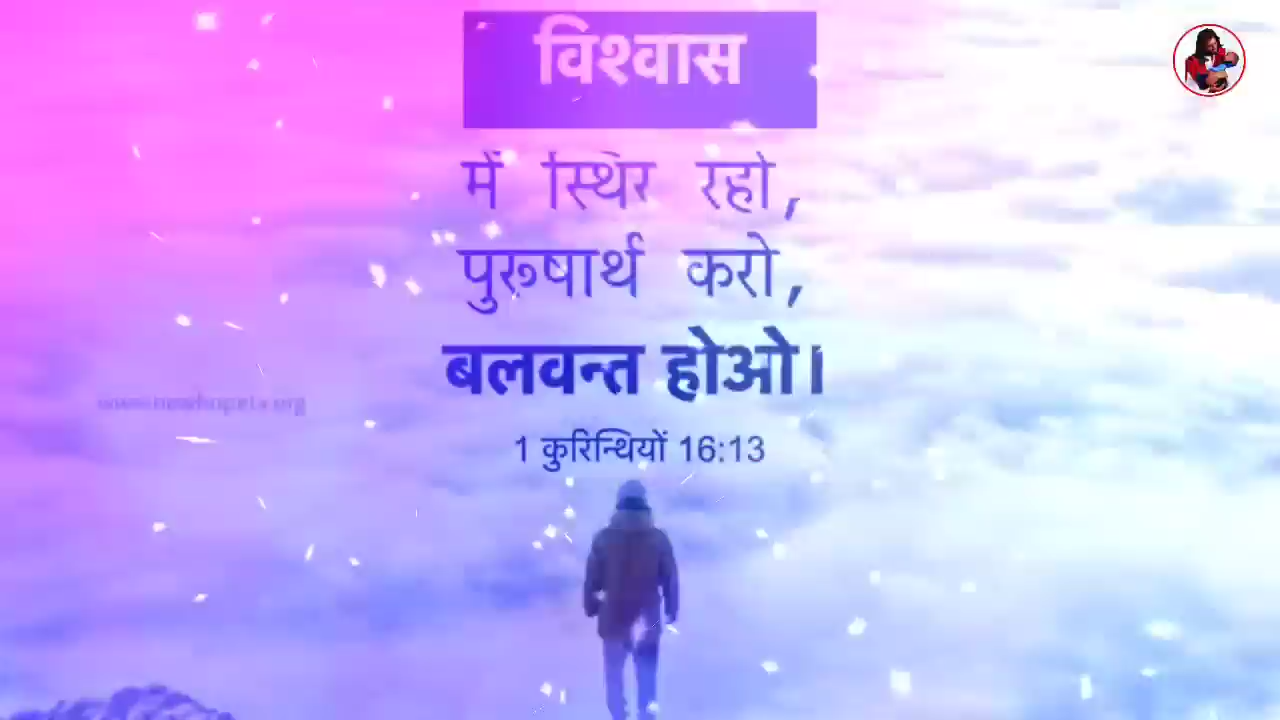 विश्वास
में स्थिर रहो,
पुरूषार्थ करो,
बलवन्त होओ।
1 कुरिन्थियों 16:13